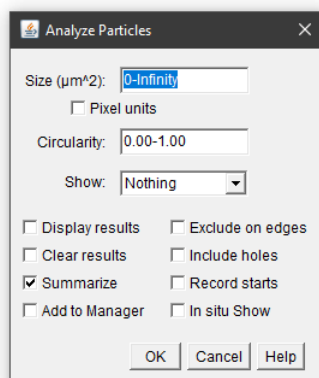 Analyze Particles
Size (µm^2): 0-Infinity
Pixel units
Circularity: 0.00-1.00
Show: Nothing
Display results Exclude on edges
Clear results Include holes
Summarize Record starts
Add to Manager In situ Show
OK Cancel Help